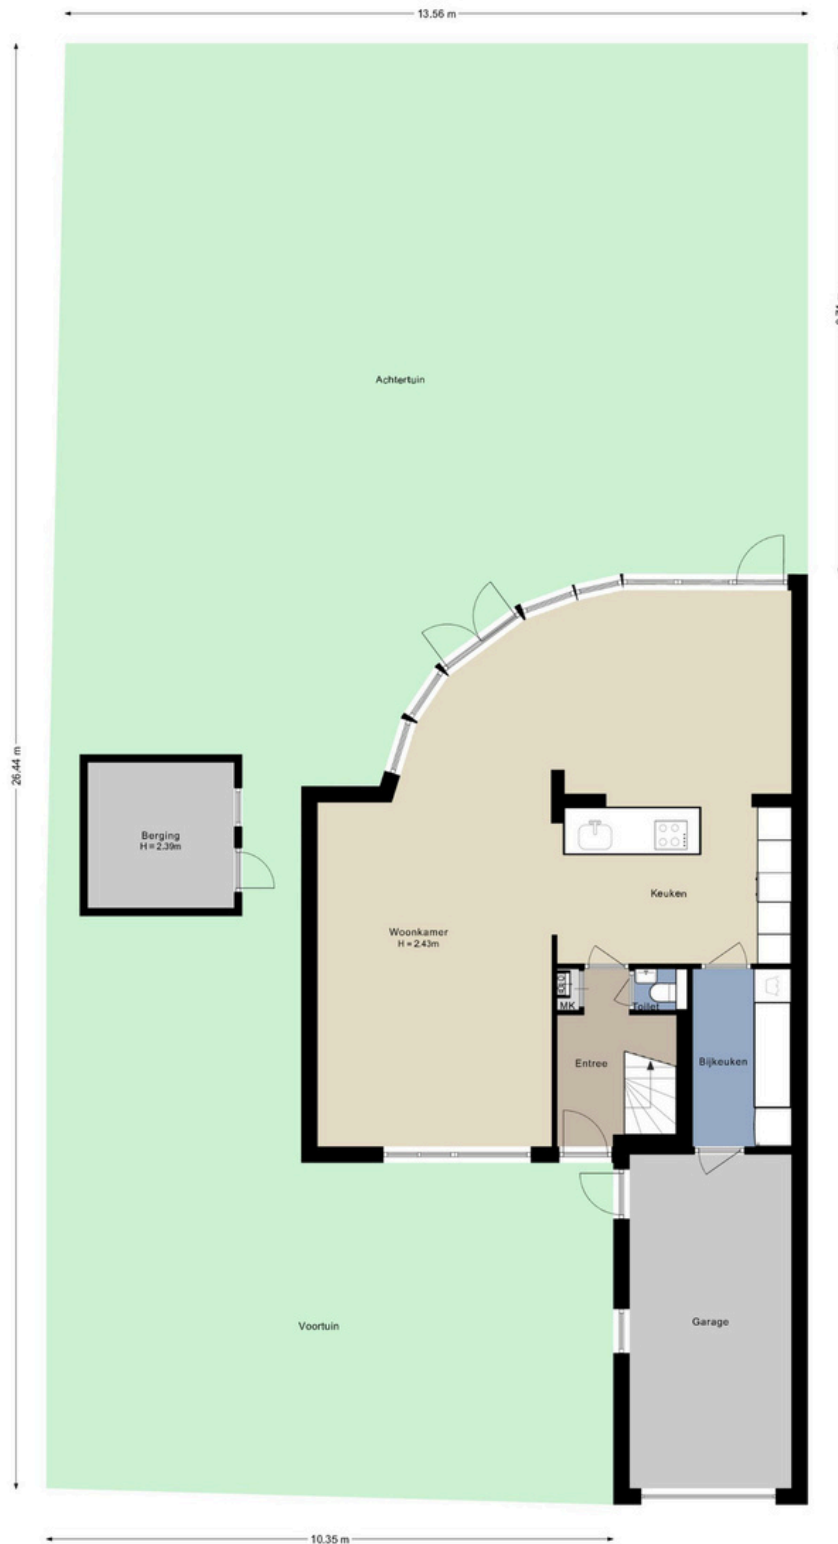 13.56 m
Achtertuin
26.44 m
Berging
H = 2.39m
Keuken
Woonkamer
H = 2.43m
MK
Toilet
Entree
Bijkeuken
Voortuin
Garage
10.35 m